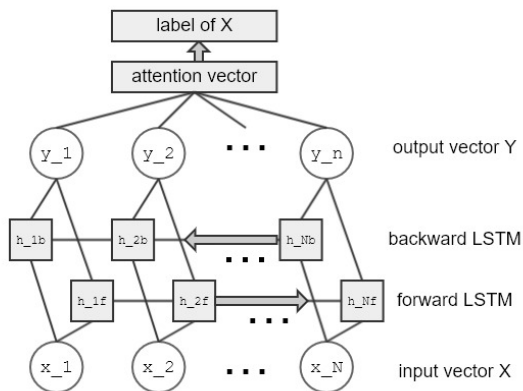 label of X
attention vector
y_1 y_2 ... y_n output vector Y
h_1b h_2b h_Nb backward LSTM
...
h_1f h_2f h_Nf forward LSTM
...
x_1 x_2 ... x_N input vector X